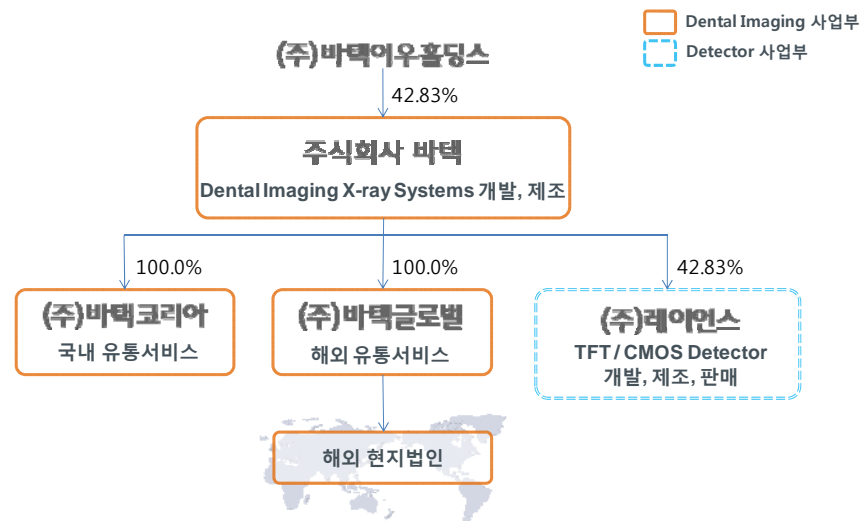 Dental Imaging 사업부
Detector 사업부
(주)바텍이우홀딩스
42.83%
주식회사 바텍
Dental Imaging X-ray Systems 개발, 제조
100.0%
100.0%
42.83%
(주)바텍코리아
국내 유통서비스
(주)바텍글로벌
해외 유통서비스
(주)레이언스
TFT / CMOS Detector
개발, 제조, 판매
해외 현지법인